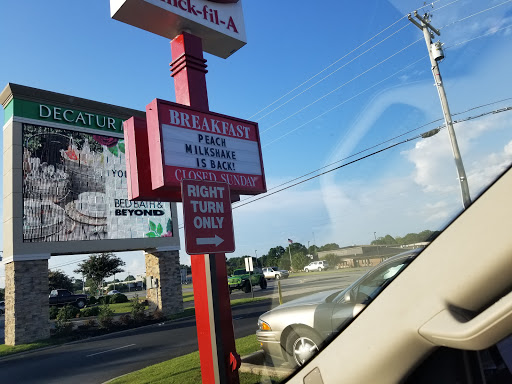 hick-fil-A
DECATUR
BREAKFAST
PEACH
MILKSHAKE
IS BACK!
CLOSED SUNDAY
RIGHT
TURN
ONLY
BED BATH &
BEYOND